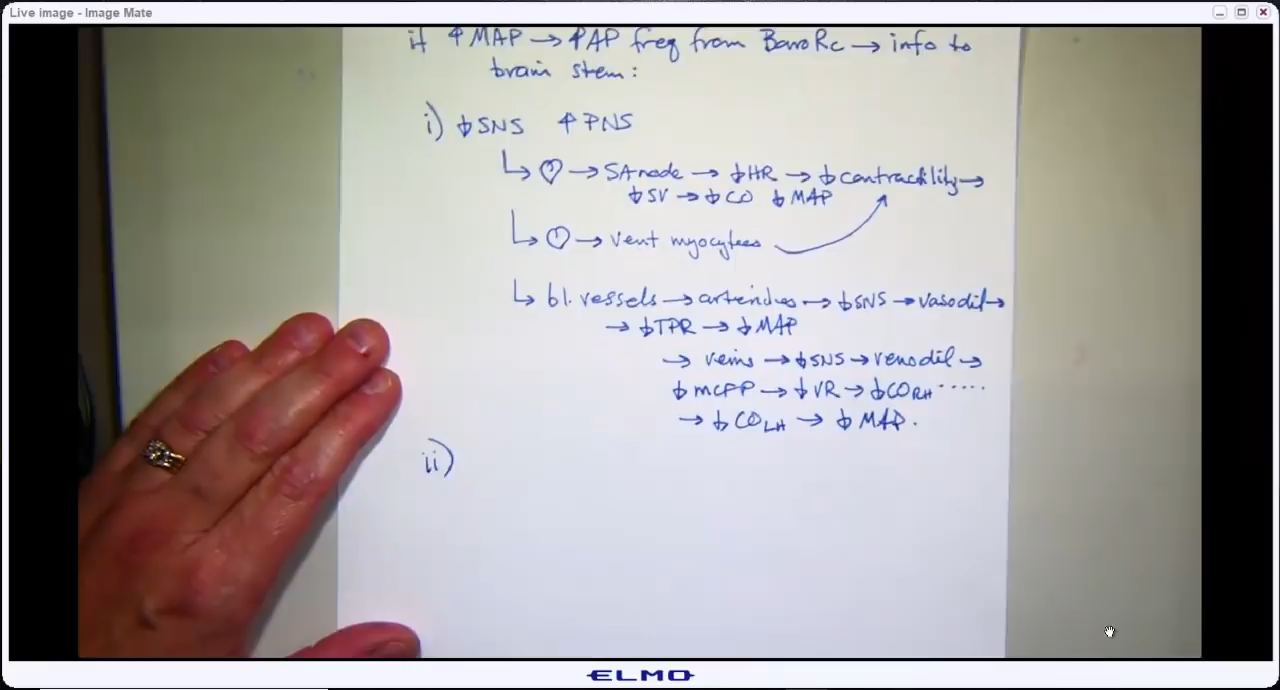 Live image - Image Mate
if ↑MAP → ↑AP freq from BaroRc → info to
brain stem:
i) ↓SNS ↑PNS
↳ ♡ → SA node → ↓HR → ↓contractility →
↓SV → ↓CO ↓MAP
↳ ♡ → vent myocytes
↳ bl. vessels → arterioles → ↓SNS → vasodil →
→ ↓TPR → ↓MAP
→ veins → ↓SNS → venodil →
↓MCFP → ↓VR → ↓CO RH .....
→ ↓CO LH → ↓MAP.
ii)
ELMO